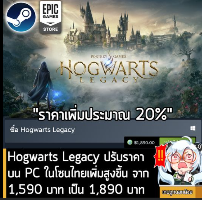 EPIC
GAMES
STORE
HOGWARTS
LEGACY
"ราคาเพิ่มประมาณ 20%"
ซื้อ Hogwarts Legacy
฿1,890.00
Hogwarts Legacy ปรับราคา
บน PC ในโซนไทยเพิ่มสูงขึ้น จาก
1,590 บาท เป็น 1,890 บาท